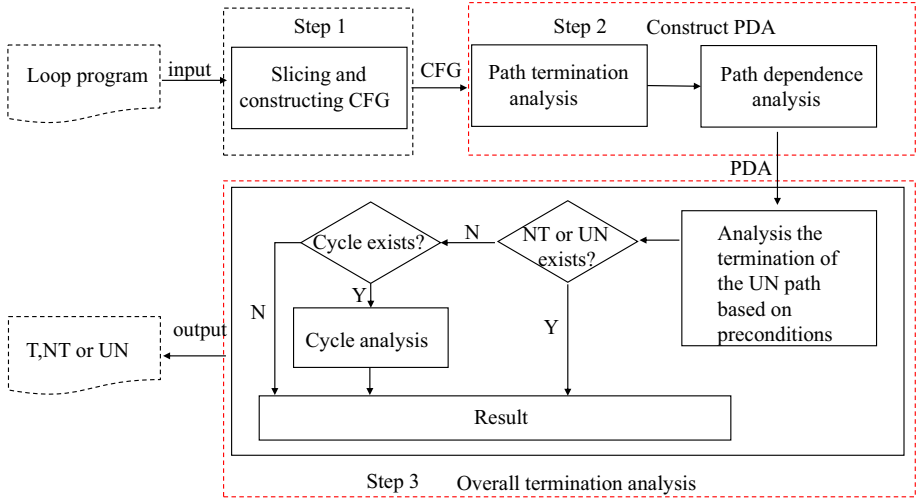 Step 1
Step 2
Construct PDA
Loop program
input
Slicing and
constructing CFG
CFG
Path termination
analysis
Path dependence
analysis
PDA
Cycle exists?
N
NT or UN
exists?
Analysis the
termination of
the UN path
based on
preconditions
N
Y
Y
Cycle analysis
output
T,NT or UN
Result
Step 3
Overall termination analysis